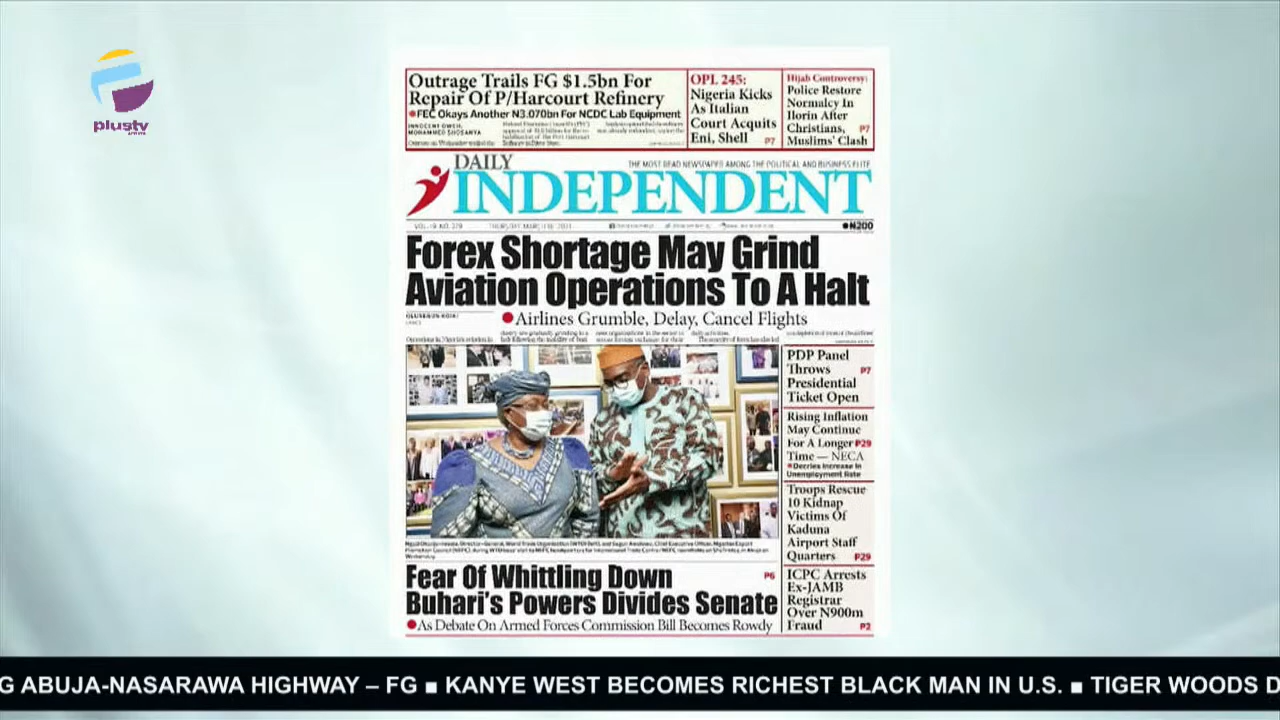 plustv
Outrage Trails FG $1.5bn For
Repair Of P/Harcourt Refinery
FEC Okays Another N3.070bn For NCDC Lab Equipment
INNOCENT OWEH,
OPL 245:
Nigeria Kicks
As Italian
Court Acquits
Eni, Shell P7
Hijab Controversy:
Police Restore
Normalcy In
Ilorin After
Christians, P7
Muslims' Clash
DAILY
THE MOST READ NEWSPAPER AMONG THE POLITICAL AND BUSINESS ELITE
INDEPENDENT
N200
Forex Shortage May Grind
Aviation Operations To A Halt
Airlines Grumble, Delay, Cancel Flights
PDP Panel
Throws P7
Presidential
Ticket Open
Rising Inflation
May Continue
For A Longer P29
Time — NECA
Decries Increase In
Unemployment Rate
Troops Rescue
10 Kidnap
Victims Of
Kaduna
Airport Staff
Quarters P29
ICPC Arrests
Ex-JAMB
Registrar
Over N900m
Fraud P2
Fear Of Whittling Down P6
Buhari's Powers Divides Senate
As Debate On Armed Forces Commission Bill Becomes Rowdy
G ABUJA-NASARAWA HIGHWAY – FG ■ KANYE WEST BECOMES RICHEST BLACK MAN IN U.S. ■ TIGER WOODS D